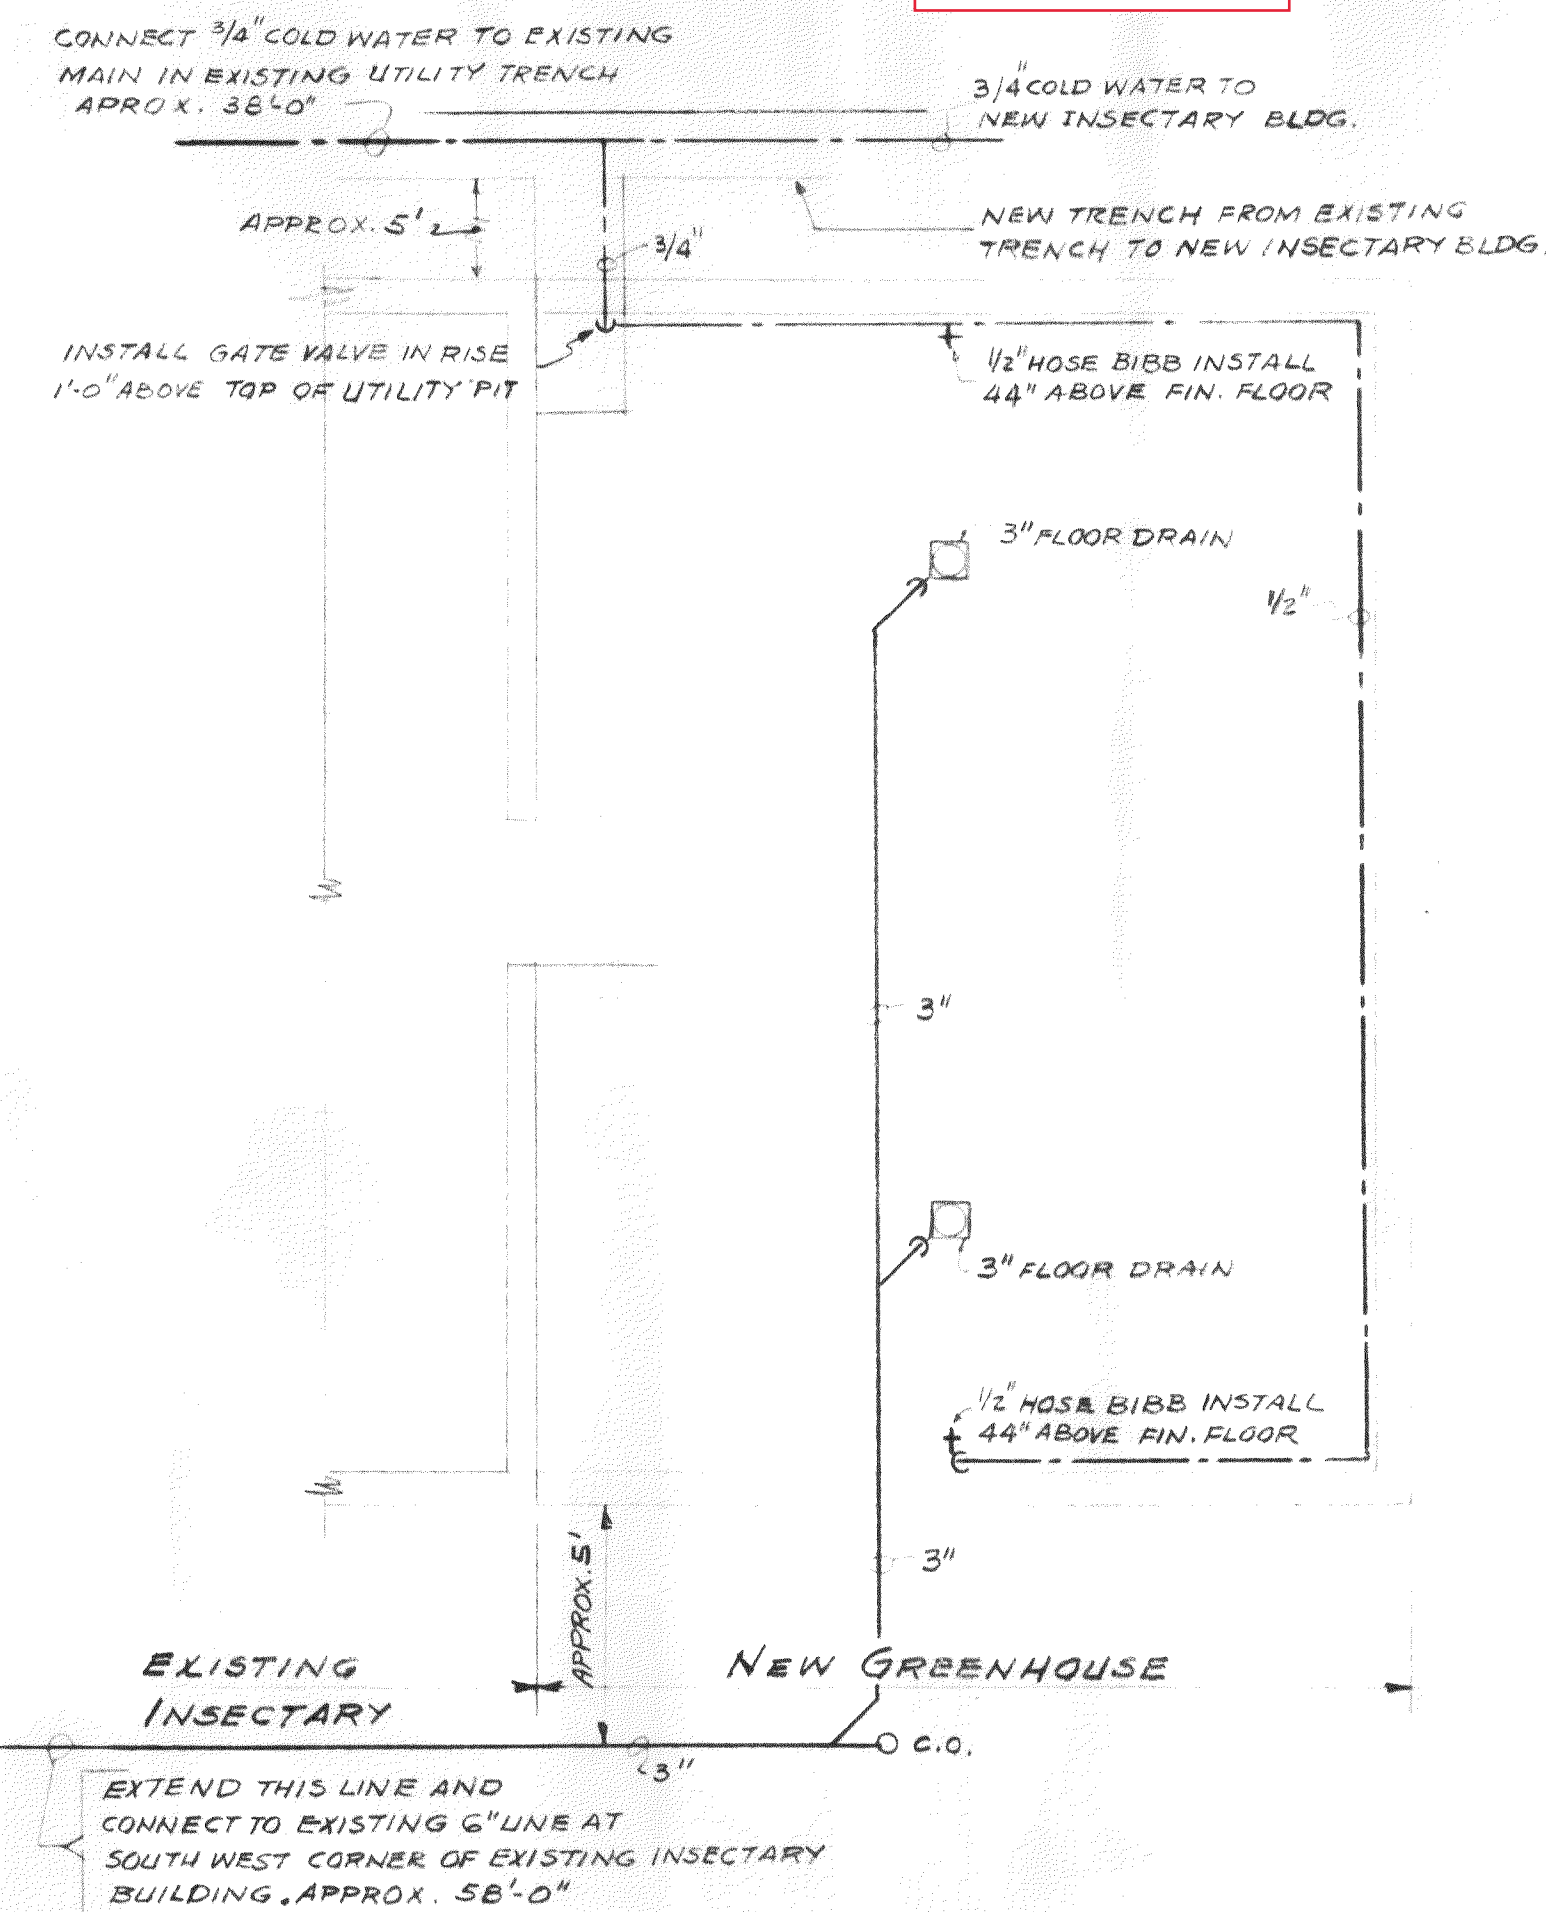 CONNECT 3/4" COLD WATER TO EXISTING
MAIN IN EXISTING UTILITY TRENCH
APROX. 38'-0"
3/4" COLD WATER TO
NEW INSECTARY BLDG.
APPROX. 5'
3/4"
NEW TRENCH FROM EXISTING
TRENCH TO NEW INSECTARY BLDG.
INSTALL GATE VALVE IN RISE
1'-0" ABOVE TOP OF UTILITY PIT
1/2" HOSE BIBB INSTALL
44" ABOVE FIN. FLOOR
3" FLOOR DRAIN
1/2"
3"
3" FLOOR DRAIN
1/2" HOSE BIBB INSTALL
44" ABOVE FIN. FLOOR
3"
APPROX. 5'
EXISTING
INSECTARY
NEW GREENHOUSE
C.O.
3"
EXTEND THIS LINE AND
CONNECT TO EXISTING 6" LINE AT
SOUTH WEST CORNER OF EXISTING INSECTARY
BUILDING. APPROX. 58'-0"